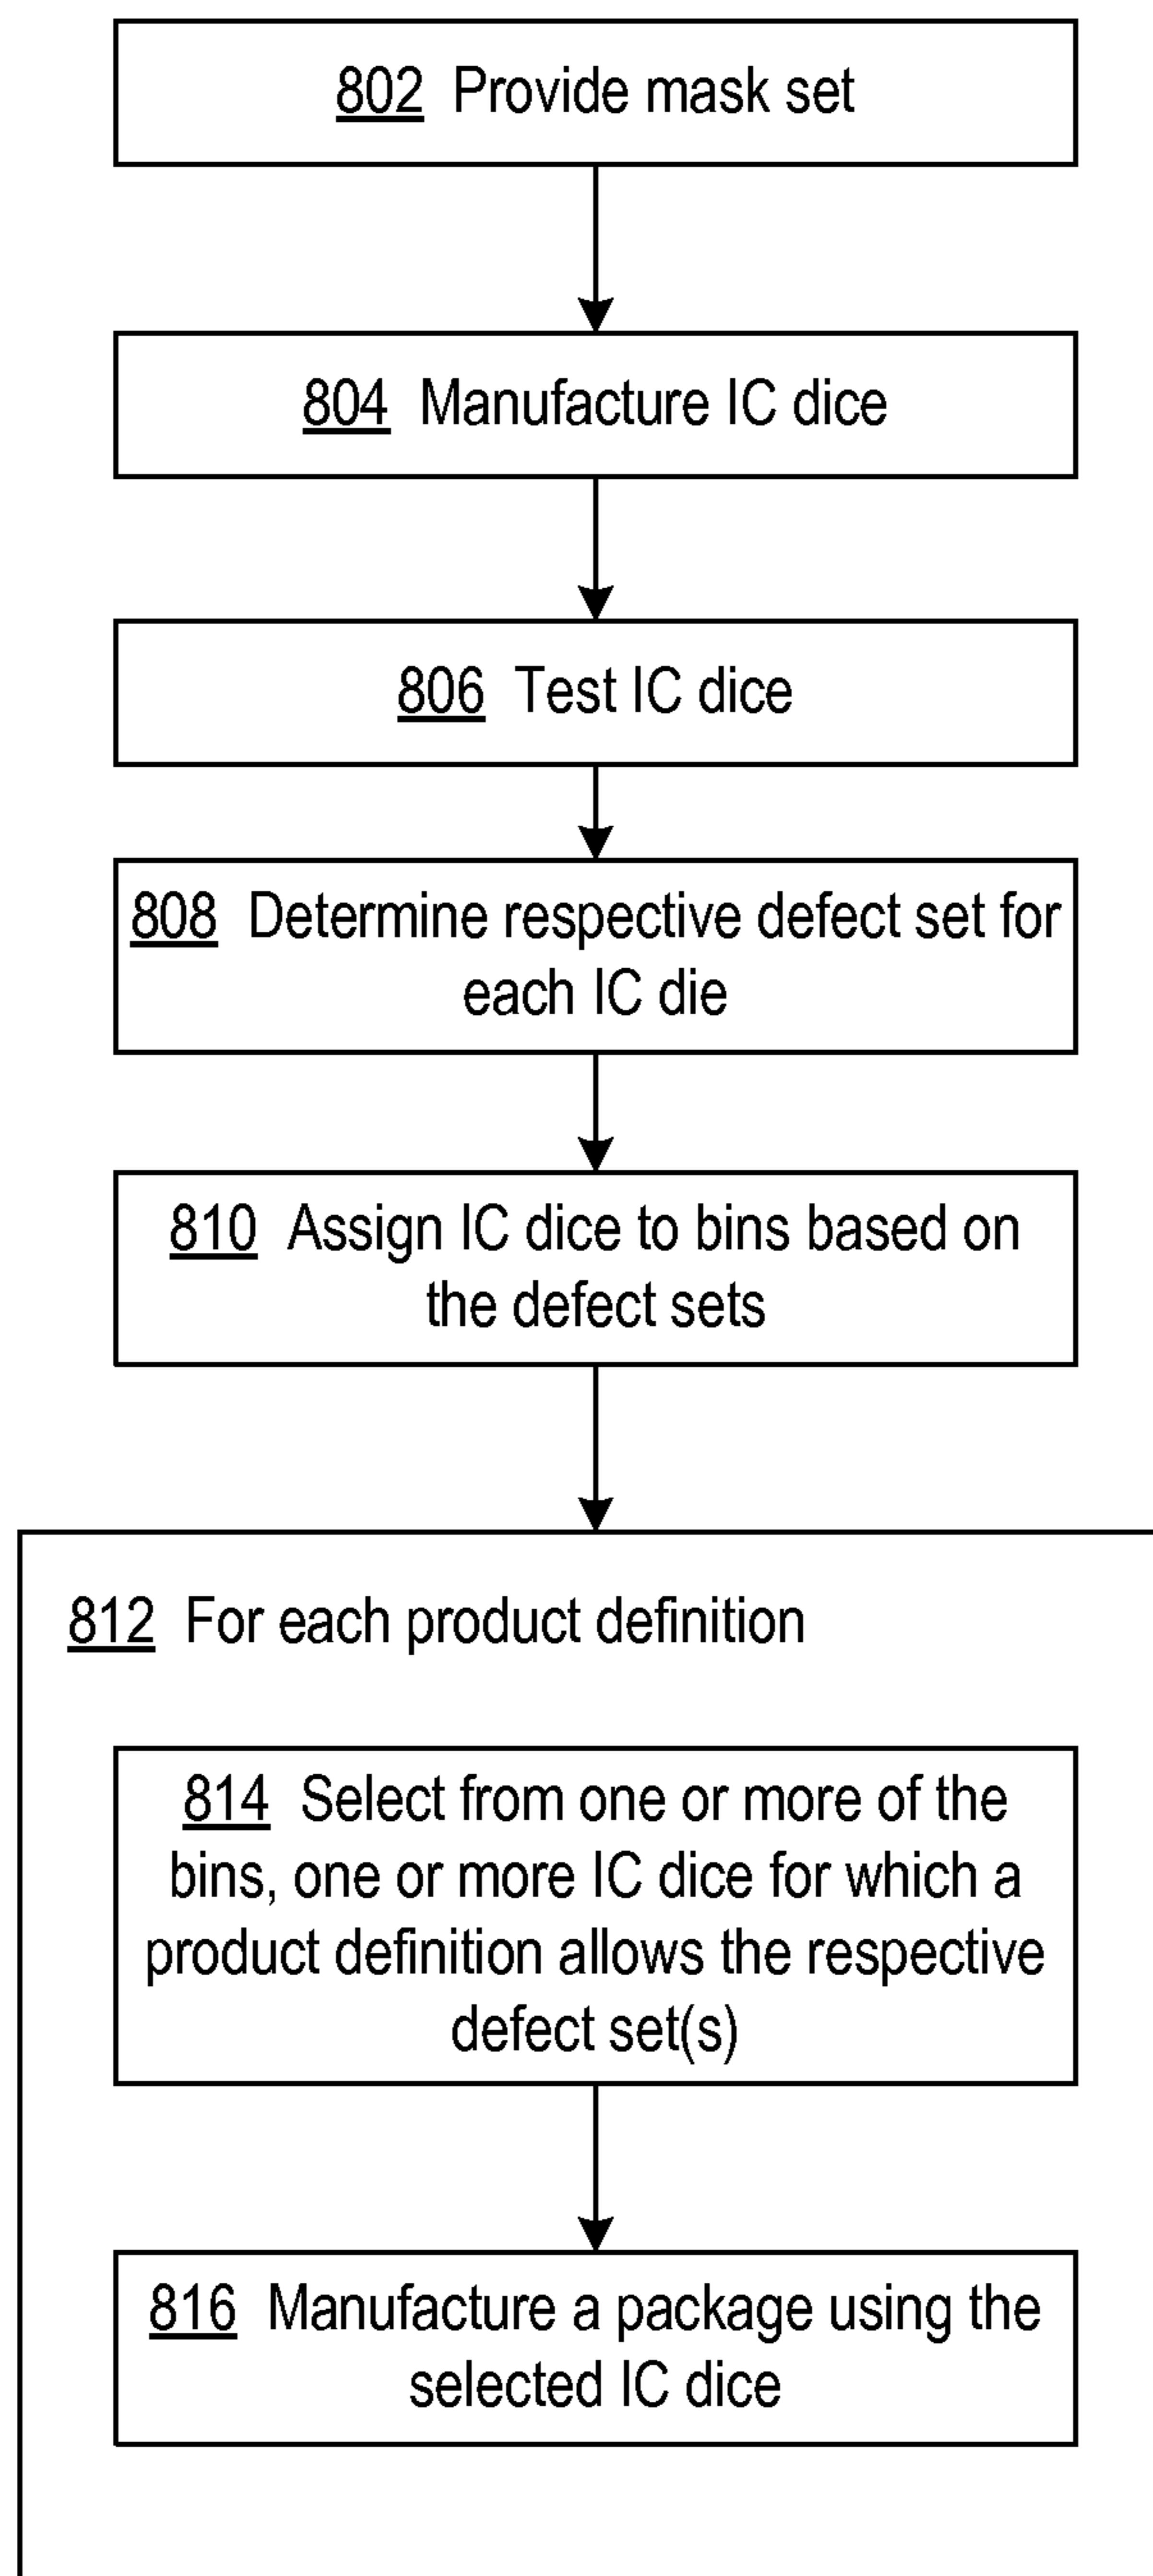 802 Provide mask set
804 Manufacture IC dice
806 Test IC dice
808 Determine respective defect set for
each IC die
810 Assign IC dice to bins based on
the defect sets
812 For each product definition
814 Select from one or more of the
bins, one or more IC dice for which a
product definition allows the respective
defect set(s)
816 Manufacture a package using the
selected IC dice